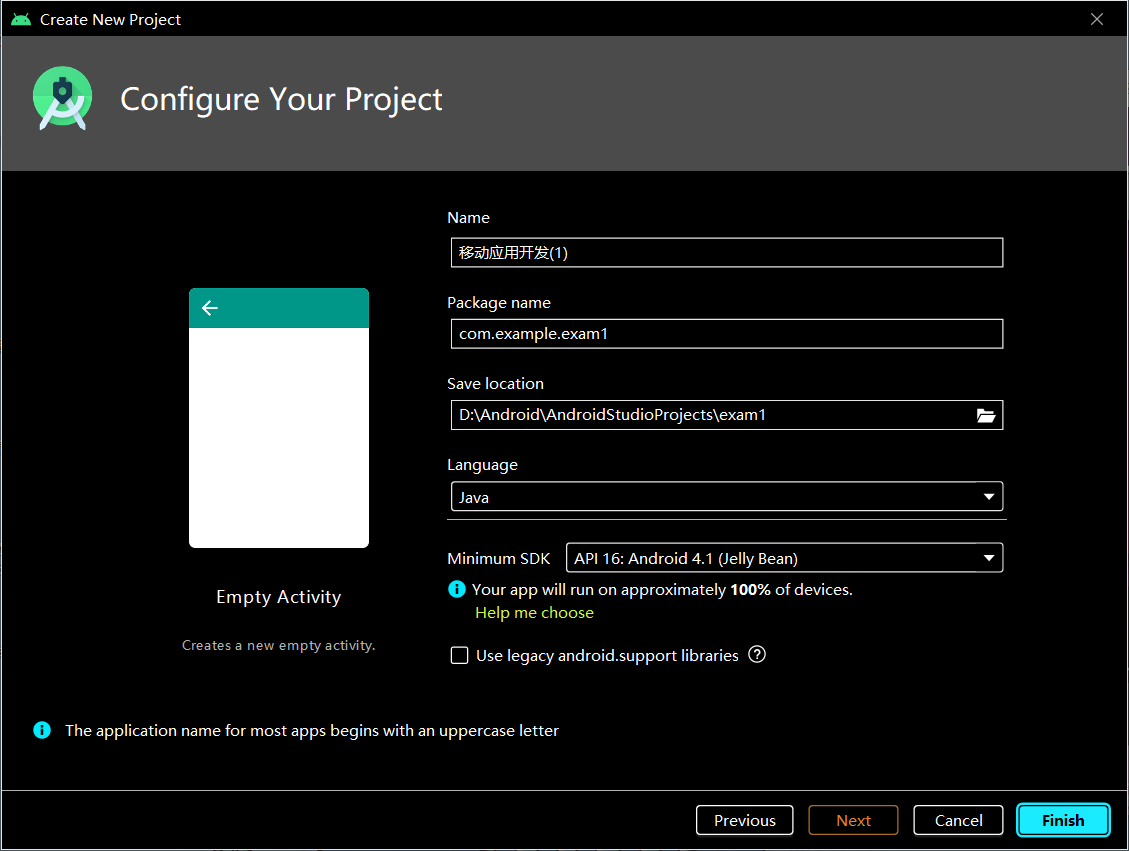 Create New Project
Configure Your Project
Name
移动应用开发(1)
Package name
com.example.exam1
Save location
D:\Android\AndroidStudioProjects\exam1
Language
Java
Minimum SDK API 16: Android 4.1 (Jelly Bean)
Your app will run on approximately 100% of devices.
Help me choose
Use legacy android.support libraries
Empty Activity
Creates a new empty activity.
The application name for most apps begins with an uppercase letter
Previous Next Cancel Finish